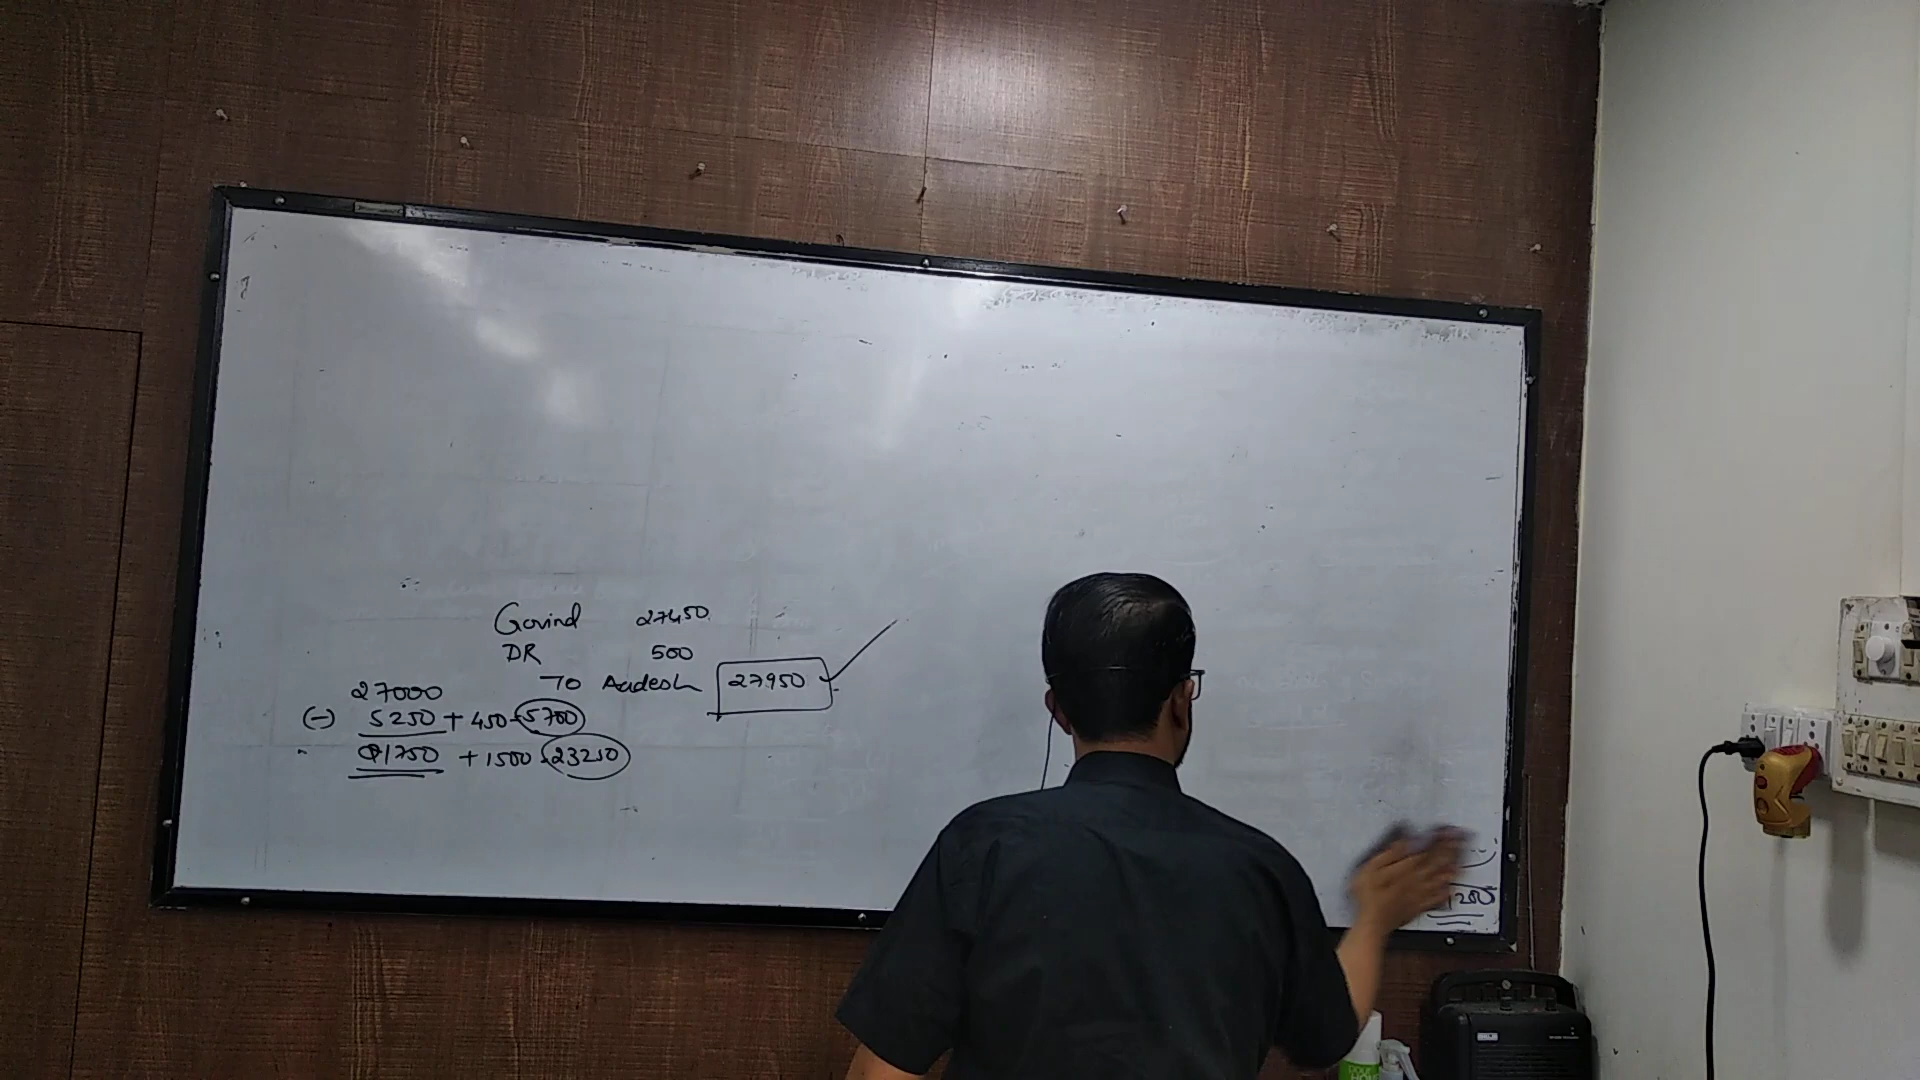 Govind 27450
DR 500
To Aadesh 27950
27000
(-) 5250 + 450 = 5700
21750 + 1500 = 23250